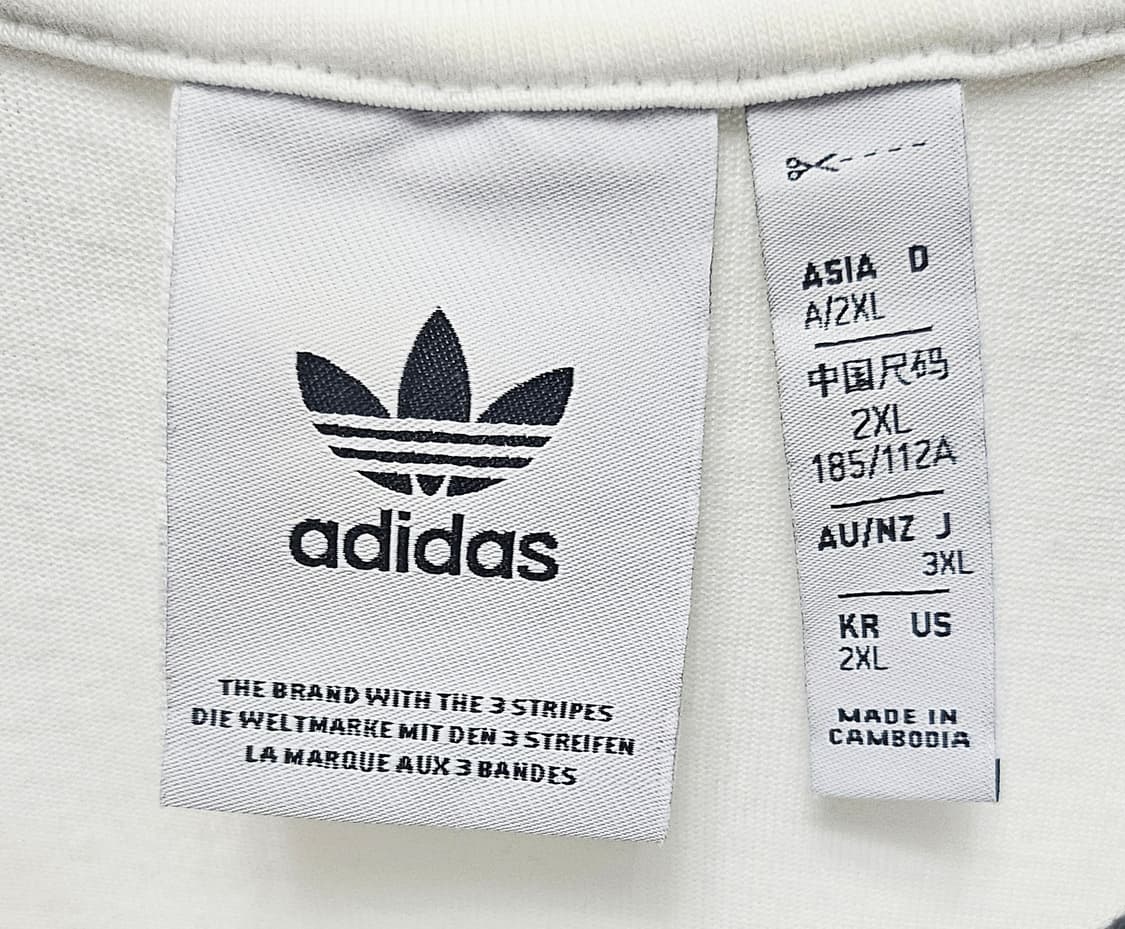 adidas
THE BRAND WITH THE 3 STRIPES
DIE WELTMARKE MIT DEN 3 STREIFEN
LA MARQUE AUX 3 BANDES
ASIA D
A/2XL
中国尺码
2XL
185/112A
AU/NZ J
3XL
KR US
2XL
MADE IN
CAMBODIA